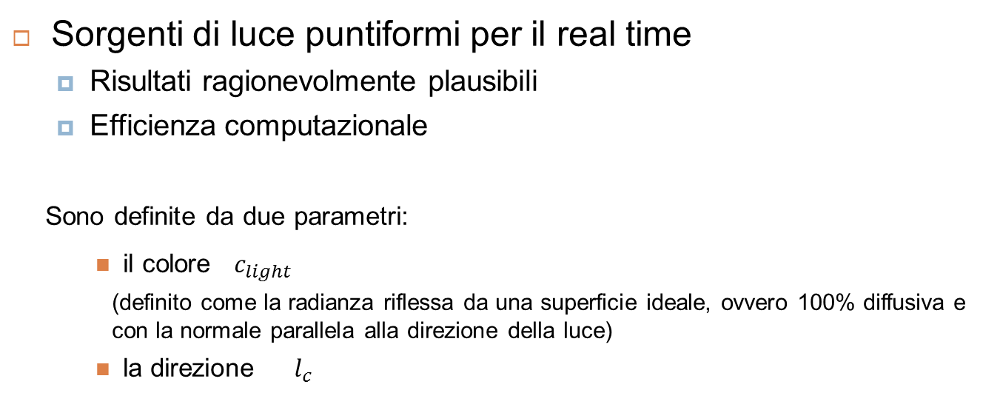 Sorgenti di luce puntiformi per il real time
Risultati ragionevolmente plausibili
Efficienza computazionale
Sono definite da due parametri:
il colore c_light
(definito come la radianza riflessa da una superficie ideale, ovvero 100% diffusiva e
con la normale parallela alla direzione della luce)
la direzione l_c